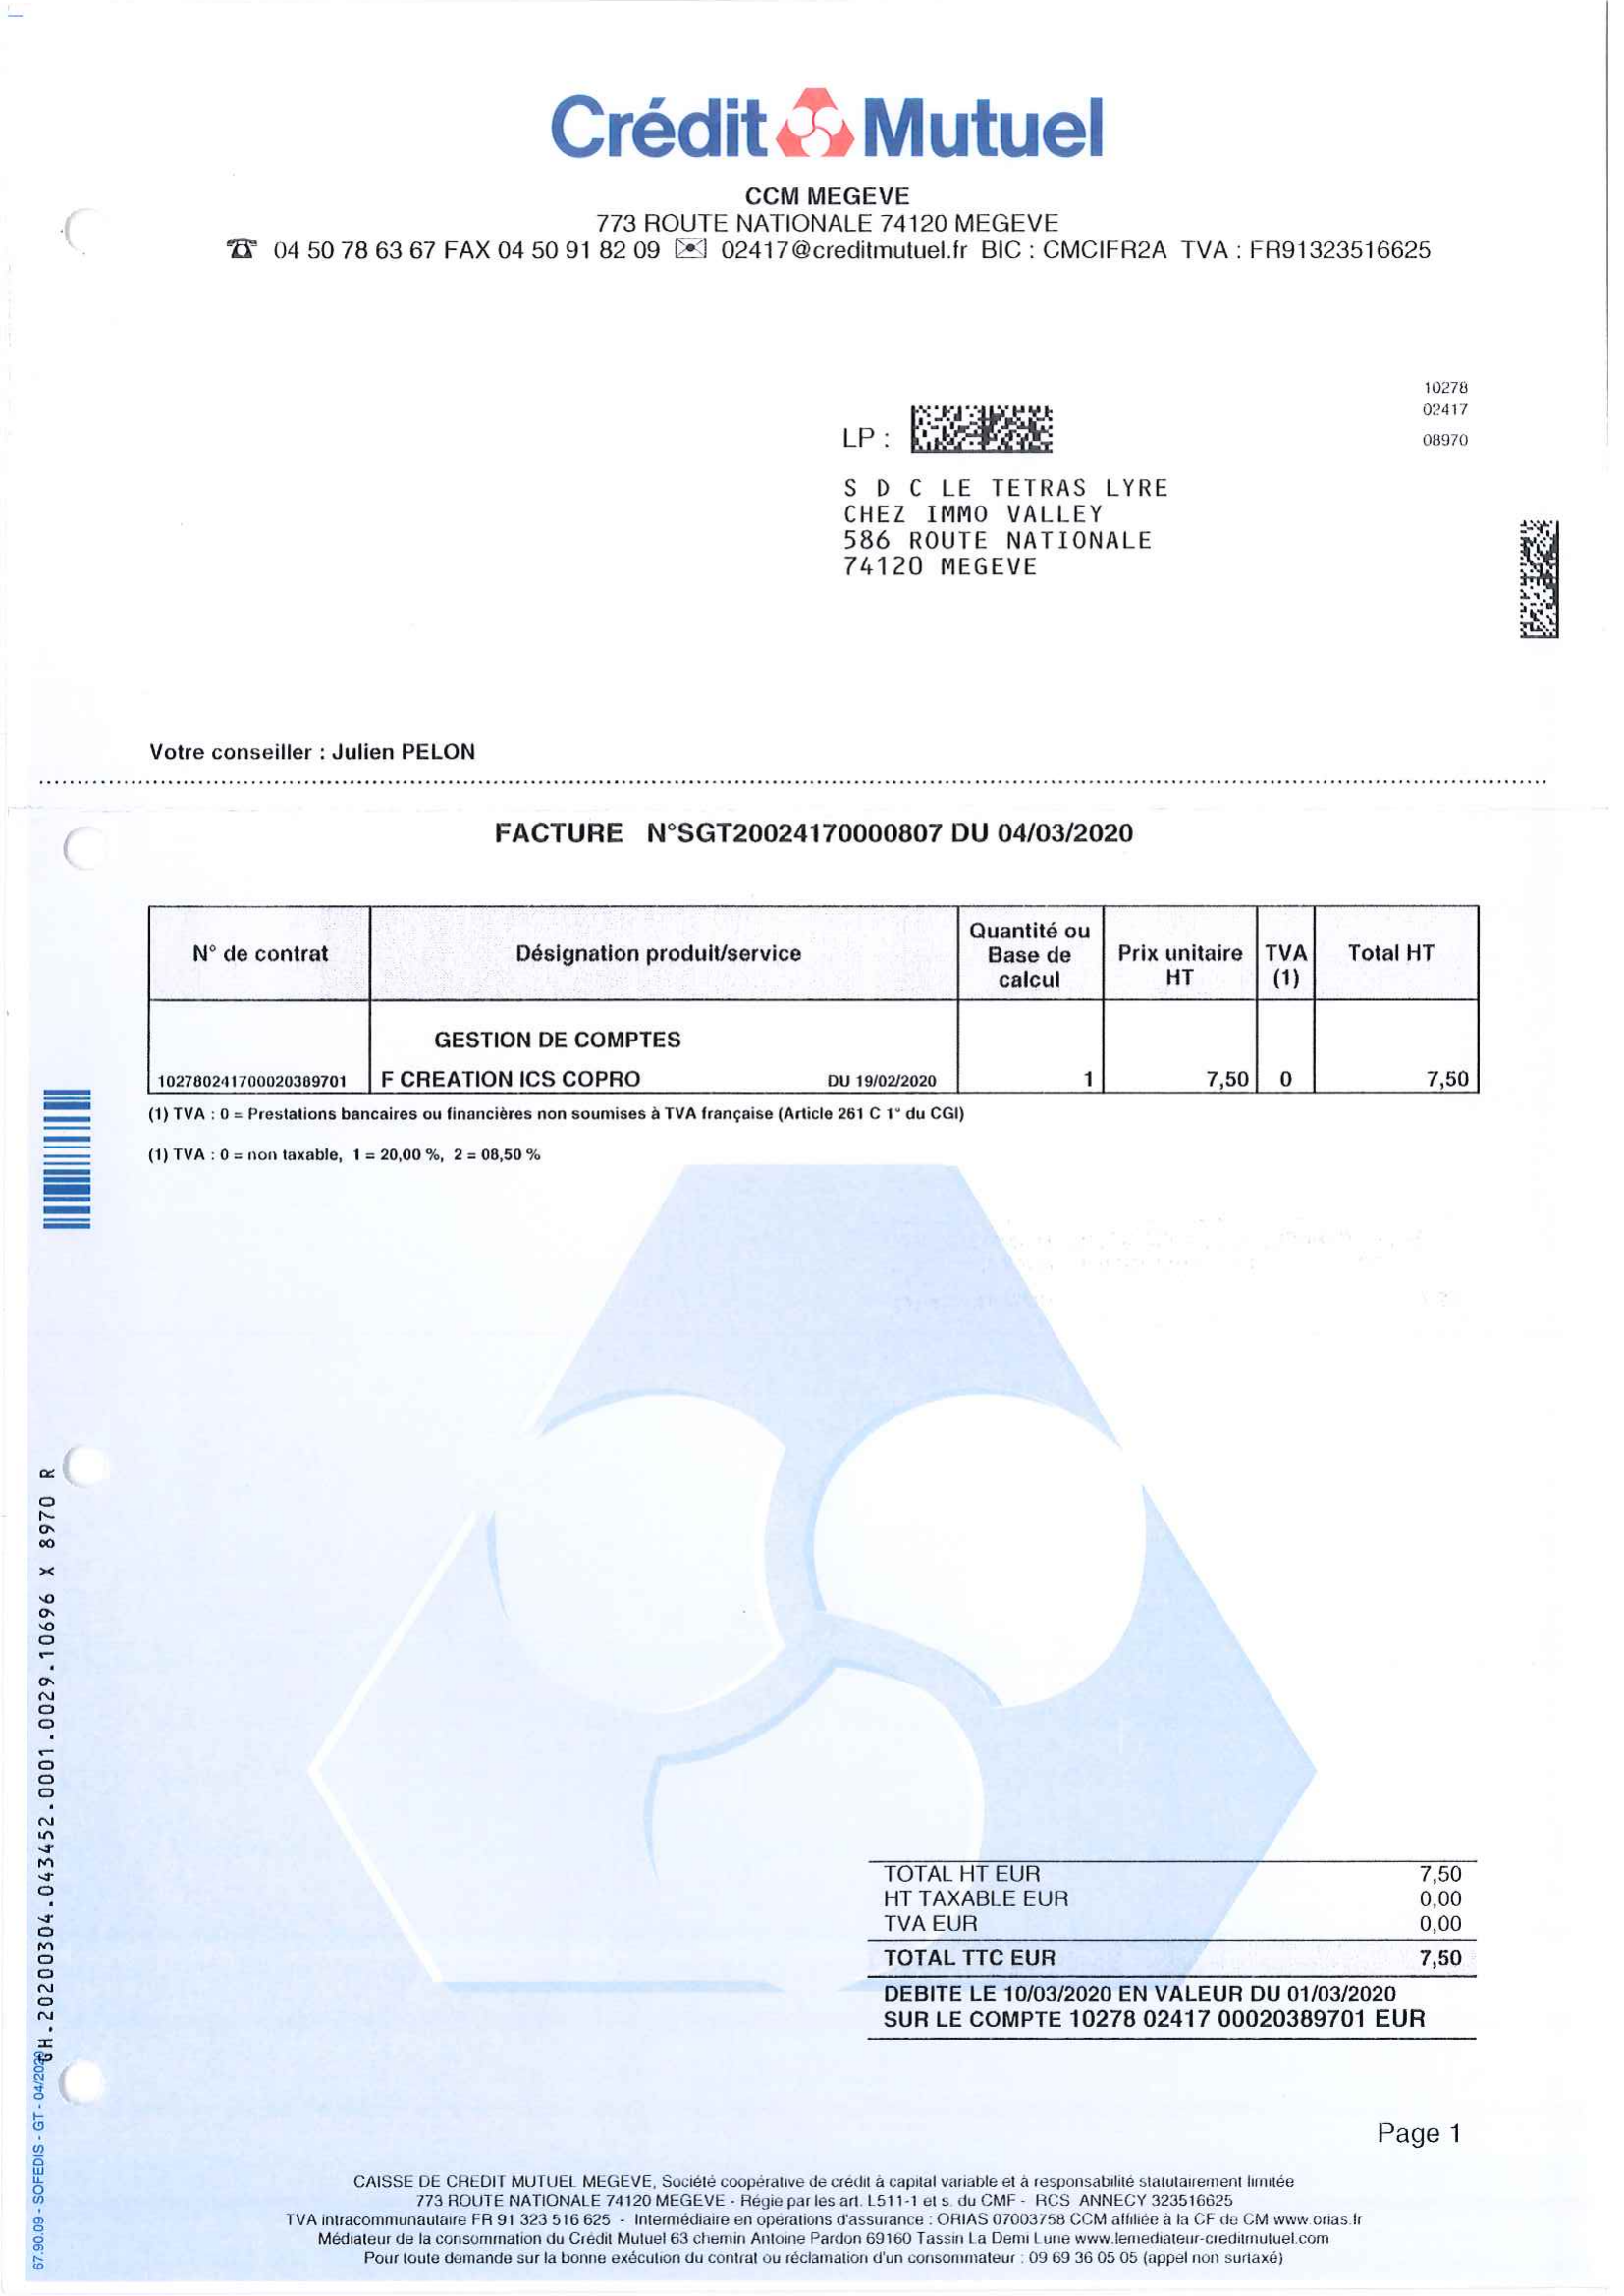 Crédit Mutuel
CCM MEGEVE
773 ROUTE NATIONALE 74120 MEGEVE
04 50 78 63 67 FAX 04 50 91 82 09 02417@creditmutuel.fr BIC : CMCIFR2A TVA : FR91323516625
10278
02417
08970
LP :
S D C LE TETRAS LYRE
CHEZ IMMO VALLEY
586 ROUTE NATIONALE
74120 MEGEVE
Votre conseiller : Julien PELON
FACTURE N°SGT20024170000807 DU 04/03/2020
N° de contrat Désignation produit/service Quantité ou Base de calcul Prix unitaire HT TVA (1) Total HT
GESTION DE COMPTES
102780241700020389701 F CREATION ICS COPRO DU 19/02/2020 1 7,50 0 7,50
(1) TVA : 0 = Prestations bancaires ou financières non soumises à TVA française (Article 261 C 1° du CGI)
(1) TVA : 0 = non taxable, 1 = 20,00 %, 2 = 08,50 %
TOTAL HT EUR 7,50
HT TAXABLE EUR 0,00
TVA EUR 0,00
TOTAL TTC EUR 7,50
DEBITE LE 10/03/2020 EN VALEUR DU 01/03/2020
SUR LE COMPTE 10278 02417 00020389701 EUR
GH.20200304.043452.0001.0029.10696 X 8970 R
67.90.09 - SOFEDIS - GT - 04/2020
Page 1
CAISSE DE CREDIT MUTUEL MEGEVE, Société coopérative de crédit à capital variable et à responsabilité statutairement limitée
773 ROUTE NATIONALE 74120 MEGEVE - Régie par les art. L511-1 et s. du CMF - RCS ANNECY 323516625
TVA intracommunautaire FR 91 323 516 625 - Intermédiaire en opérations d'assurance : ORIAS 07003758 CCM affiliée à la CF de CM www.orias.fr
Médiateur de la consommation du Crédit Mutuel 63 chemin Antoine Pardon 69160 Tassin La Demi Lune www.lemediateur-creditmutuel.com
Pour toute demande sur la bonne exécution du contrat ou réclamation d'un consommateur : 09 69 36 05 05 (appel non surtaxé)